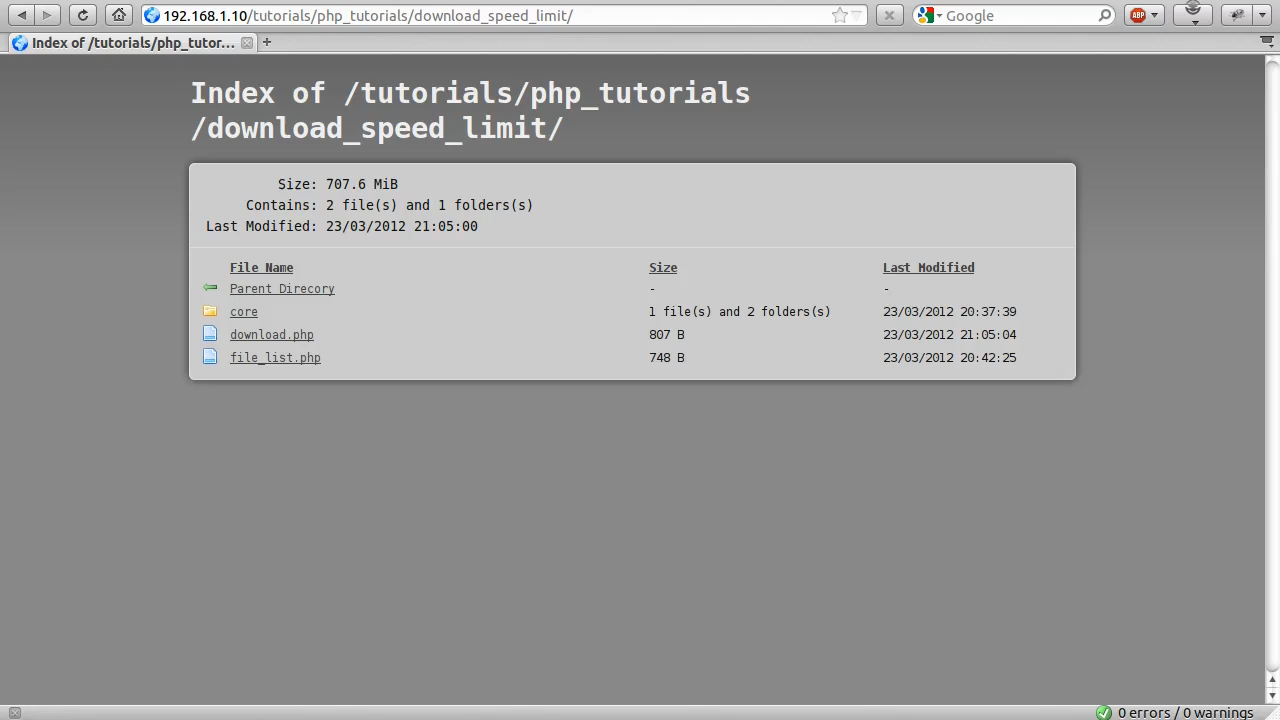 192.168.1.10/tutorials/php_tutorials/download_speed_limit/
Google
ABP
Index of /tutorials/php_tutor...
Index of /tutorials/php_tutorials
/download_speed_limit/
Size: 707.6 MiB
Contains: 2 file(s) and 1 folders(s)
Last Modified: 23/03/2012 21:05:00
File Name Size Last Modified
Parent Direcory - -
core 1 file(s) and 2 folders(s) 23/03/2012 20:37:39
download.php 807 B 23/03/2012 21:05:04
file_list.php 748 B 23/03/2012 20:42:25
0 errors / 0 warnings